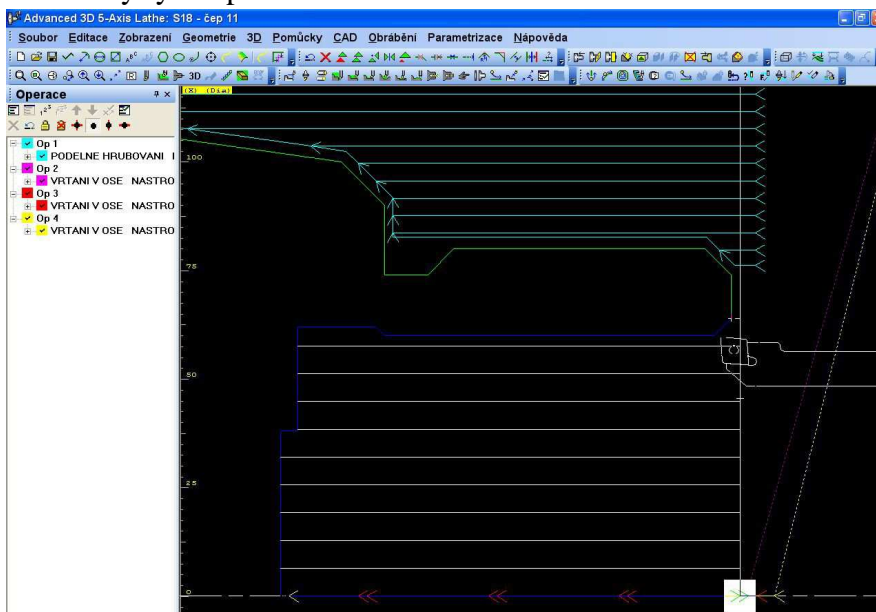 Advanced 3D 5-Axis Lathe: S18 - čep 11
Soubor Editace Zobrazení Geometrie 3D Pomůcky CAD Obrábění Parametrizace Nápověda
3D
Operace
(X) (Dia)
Op 1
PODELNE HRUBOVANI I
Op 2
VRTANI V OSE NASTRO
Op 3
VRTANI V OSE NASTRO
Op 4
VRTANI V OSE NASTRO
100
75
50
25
0